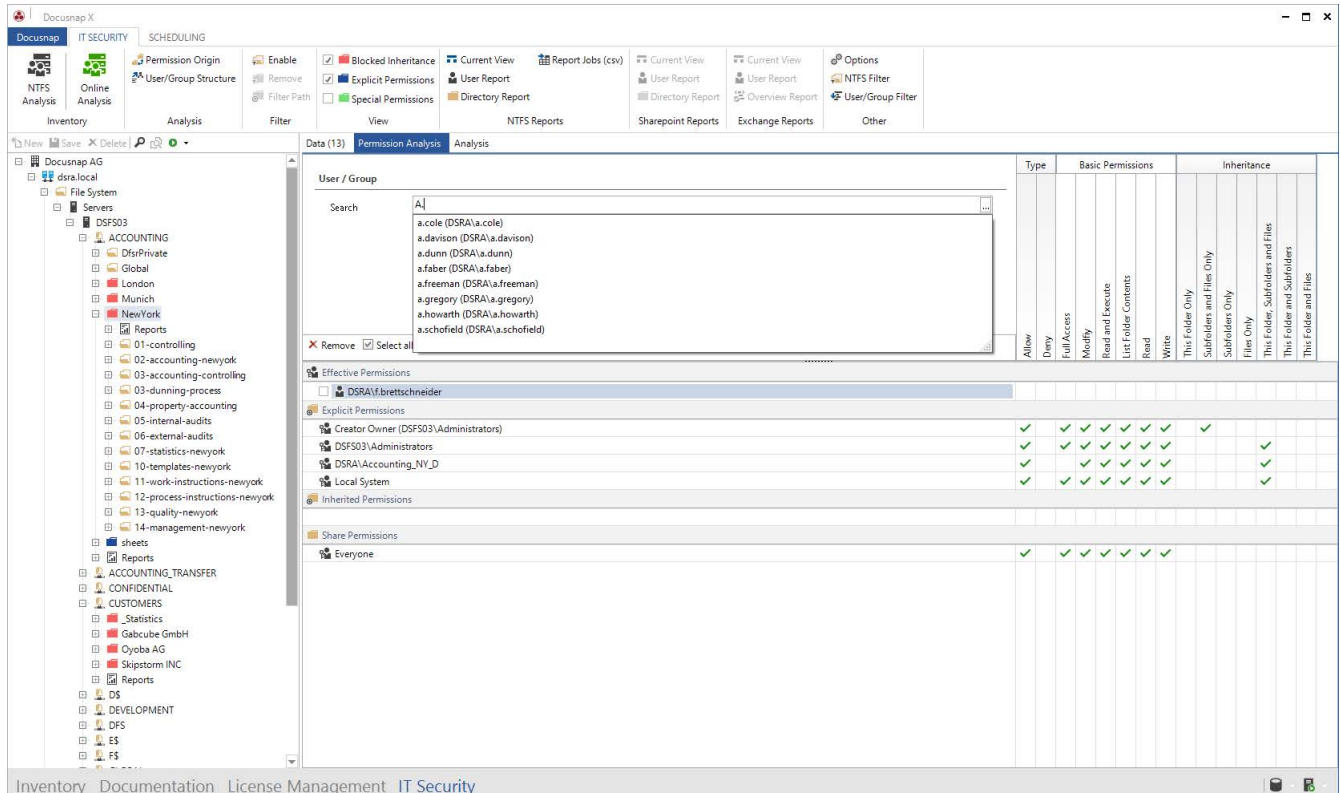 Docusnap X
Docusnap IT SECURITY SCHEDULING
NTFS Analysis
Online Analysis
Inventory
Permission Origin
User/Group Structure
Analysis
Enable
Remove
Filter Path
Filter
Blocked Inheritance
Explicit Permissions
Special Permissions
View
Current View
User Report
Directory Report
Report Jobs (csv)
NTFS Reports
Current View
User Report
Directory Report
Sharepoint Reports
Current View
User Report
Overview Report
Exchange Reports
Options
NTFS Filter
User/Group Filter
Other
New Save Delete
Docusnap AG
dsra.local
File System
Servers
DSFS03
ACCOUNTING
DfsrPrivate
Global
London
Munich
NewYork
Reports
01-controlling
02-accounting-newyork
03-accounting-controlling
03-dunning-process
04-property-accounting
05-internal-audits
06-external-audits
07-statistics-newyork
10-templates-newyork
11-work-instructions-newyork
12-process-instructions-newyork
13-quality-newyork
14-management-newyork
sheets
Reports
ACCOUNTING_TRANSFER
CONFIDENTIAL
CUSTOMERS
_Statistics
Gabcube GmbH
Oyoba AG
Skipstorm INC
Reports
D$
DEVELOPMENT
DFS
E$
F$
Data (13) Permission Analysis Analysis
User / Group
Search A. ...
a.cole (DSRA\a.cole)
a.davison (DSRA\a.davison)
a.dunn (DSRA\a.dunn)
a.faber (DSRA\a.faber)
a.freeman (DSRA\a.freeman)
a.gregory (DSRA\a.gregory)
a.howarth (DSRA\a.howarth)
a.schofield (DSRA\a.schofield)
Remove Select all
Type Basic Permissions Inheritance
Allow
Deny
Full Access
Modify
Read and Execute
List Folder Contents
Read
Write
This Folder Only
Subfolders and Files Only
Subfolders Only
Files Only
This Folder, Subfolders and Files
This Folder and Subfolders
This Folder and Files
Effective Permissions
DSRA\f.brettschneider
Explicit Permissions
Creator Owner (DSFS03\Administrators)
DSFS03\Administrators
DSRA\Accounting_NY_D
Local System
Inherited Permissions
Share Permissions
Everyone
Inventory Documentation License Management IT Security